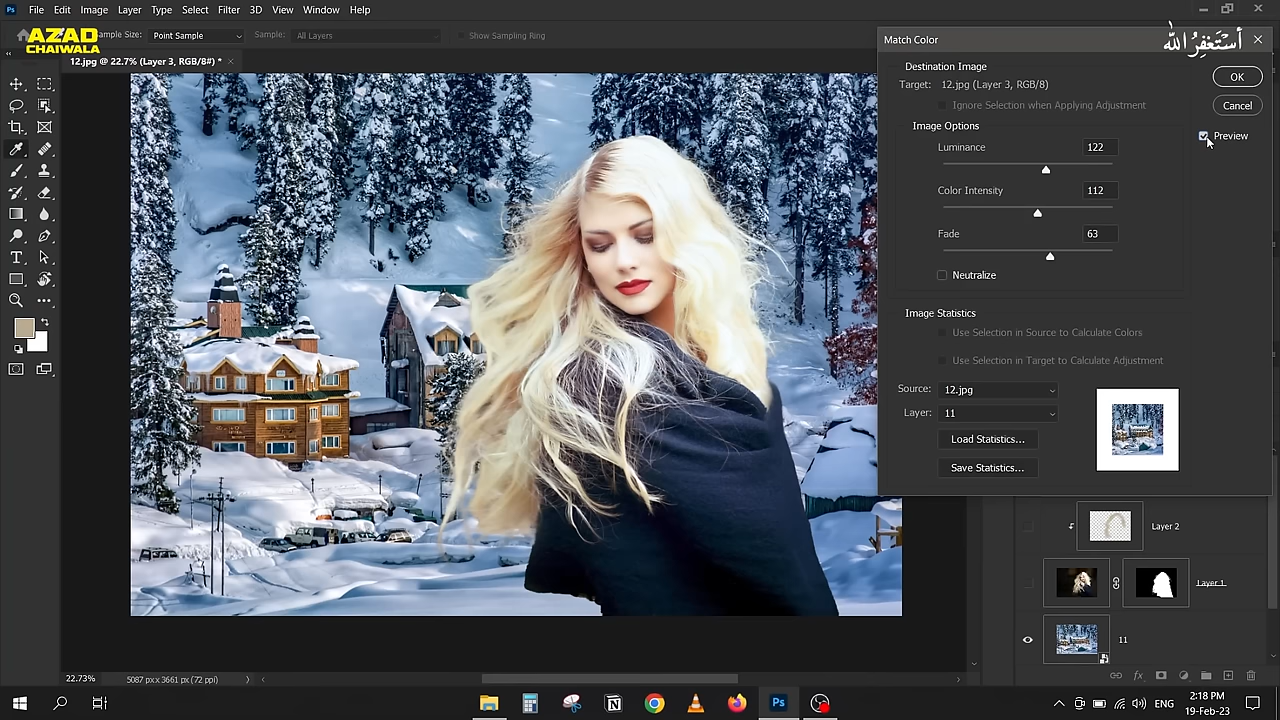 Ps File Edit Image Layer Type Select Filter 3D View Window Help
AZAD
CHAIWALA
Sample Size: Point Sample Sample: All Layers Show Sampling Ring
12.jpg @ 22.7% (Layer 3, RGB/8#) *
Match Color
أستغفر الله
Destination Image
Target: 12.jpg (Layer 3, RGB/8)
OK
Ignore Selection when Applying Adjustment
Cancel
Image Options
Preview
Luminance 122
Color Intensity 112
Fade 63
Neutralize
Image Statistics
Use Selection in Source to Calculate Colors
Use Selection in Target to Calculate Adjustment
Source: 12.jpg
Layer: 11
Load Statistics...
Save Statistics...
Layer 2
Layer 1
11
22.73% 5087 px x 3661 px (72 ppi)
Ps
ENG
2:18 PM
19-Feb-23